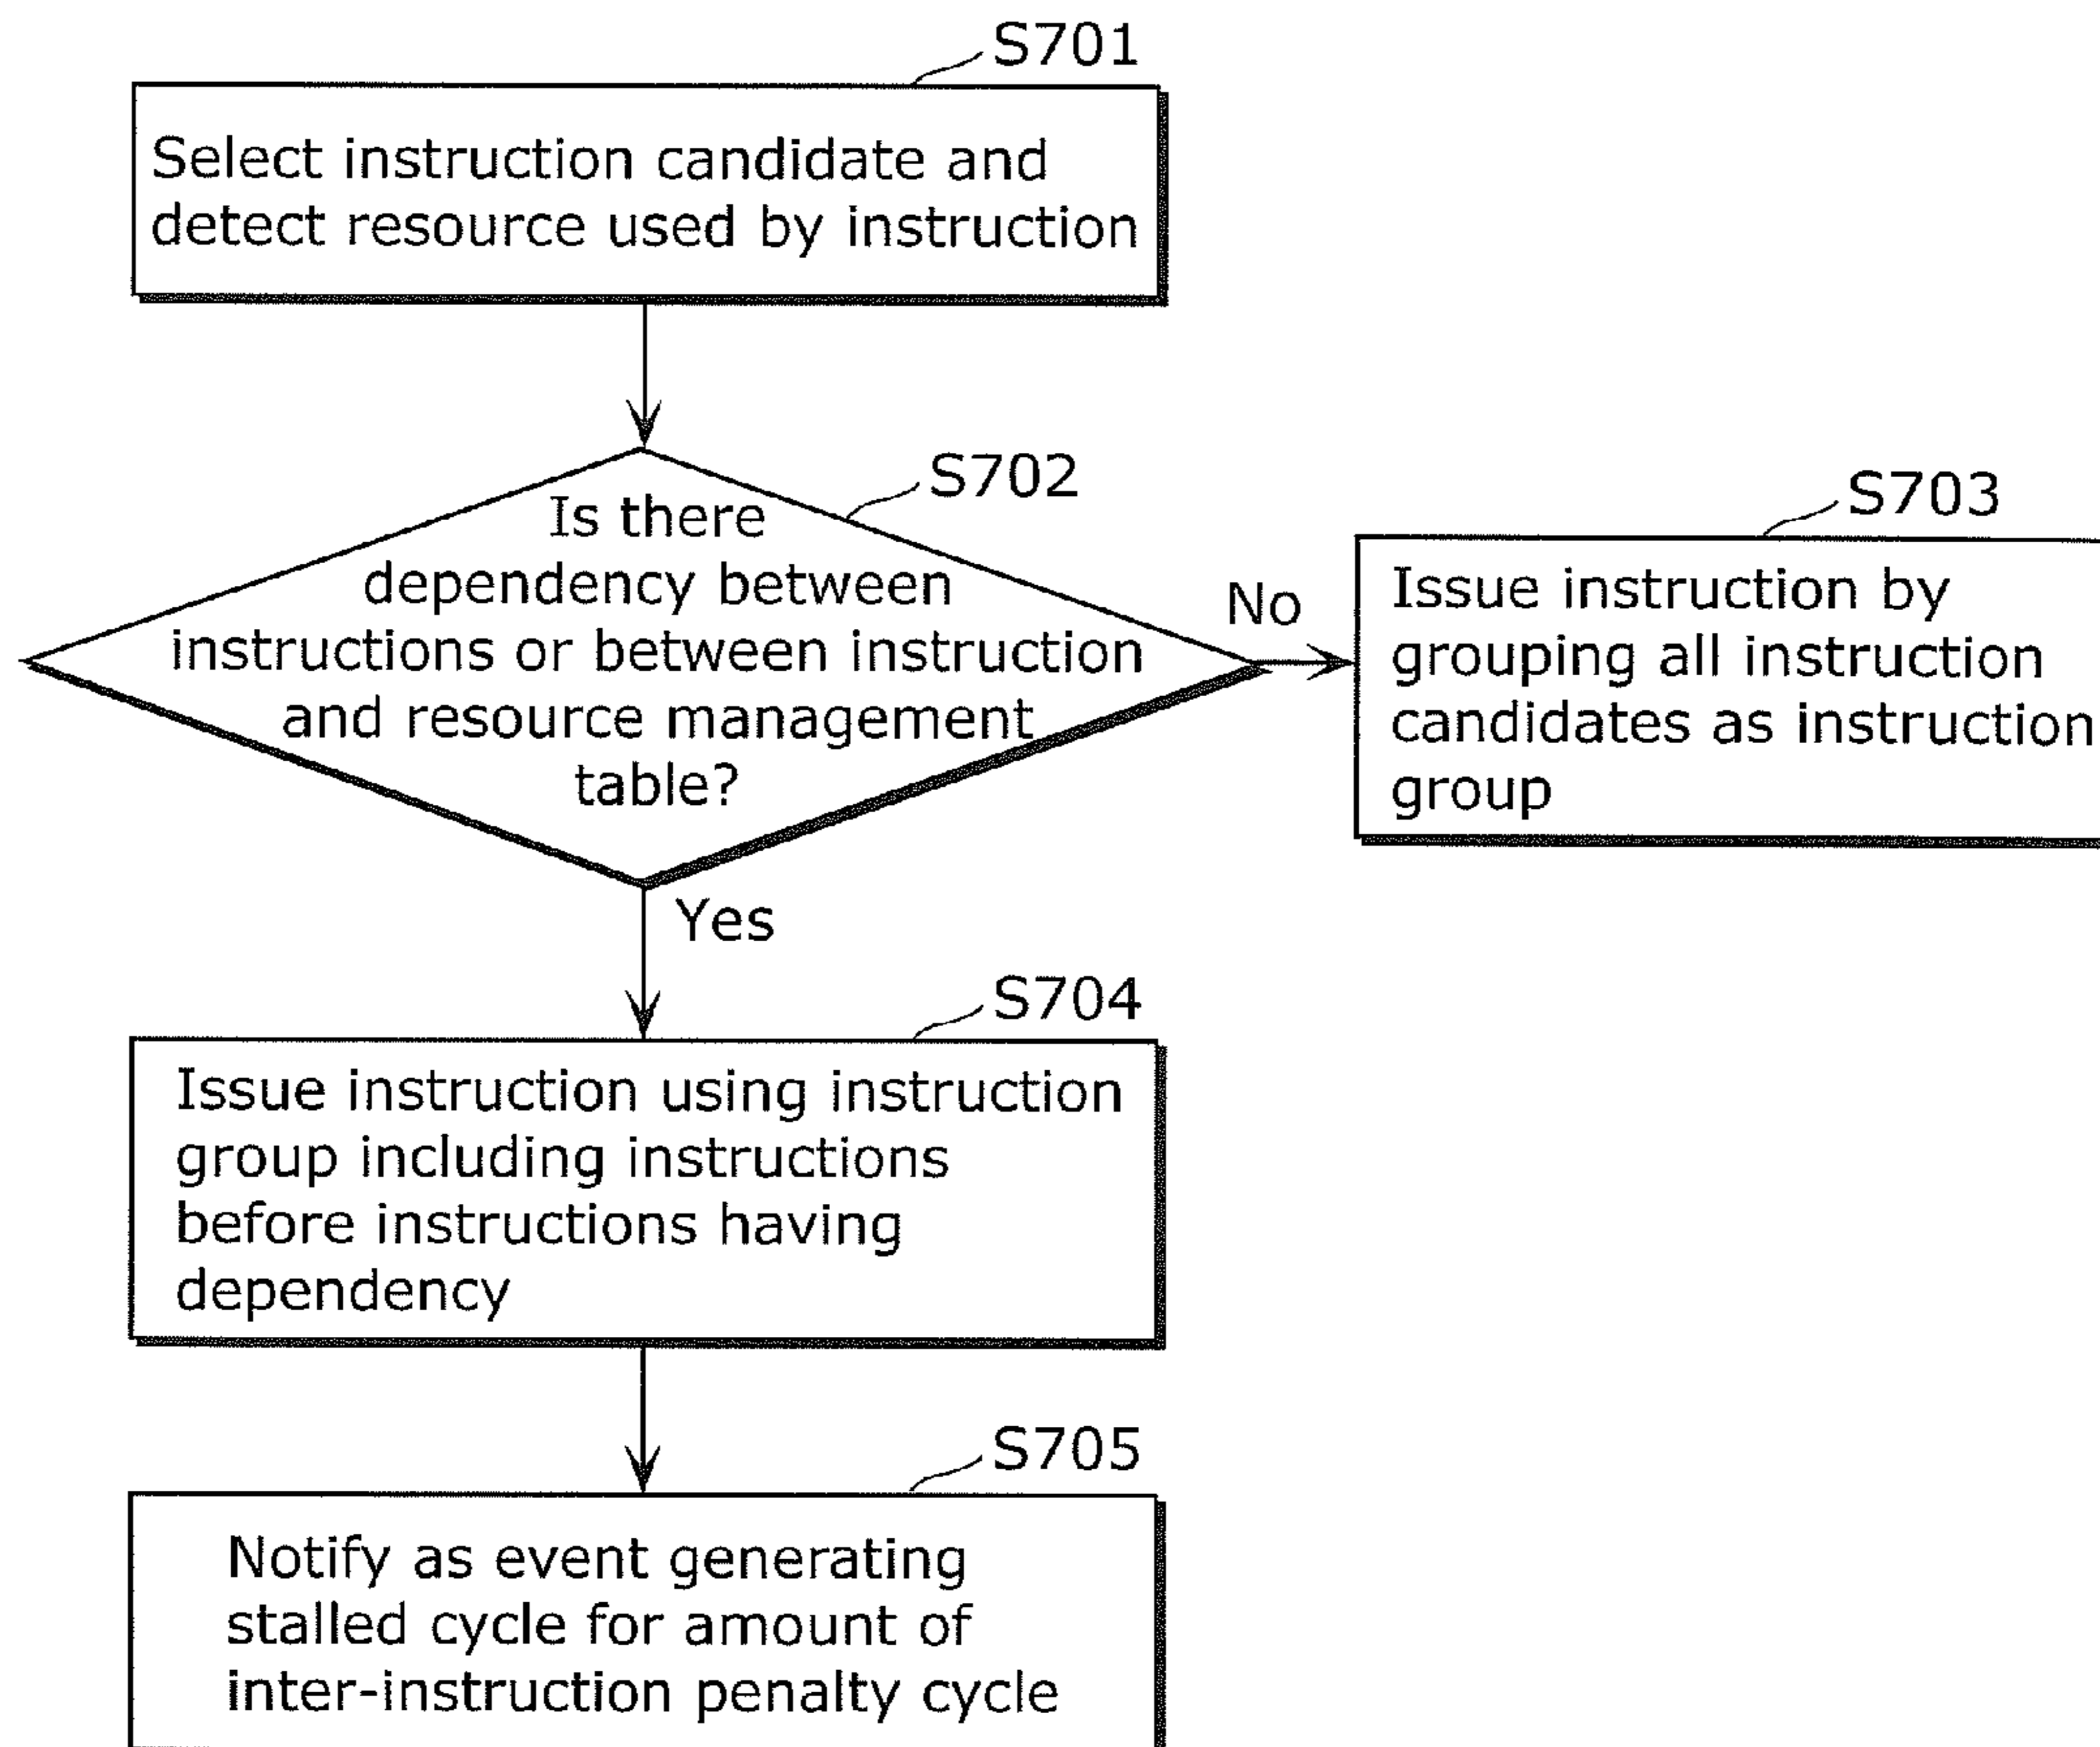 S701
Select instruction candidate and
detect resource used by instruction
S702
Is there
dependency between
instructions or between instruction
and resource management
table?
No
S703
Issue instruction by
grouping all instruction
candidates as instruction
group
Yes
S704
Issue instruction using instruction
group including instructions
before instructions having
dependency
S705
Notify as event generating
stalled cycle for amount of
inter-instruction penalty cycle